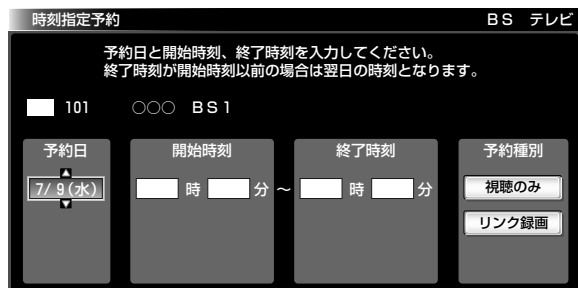 時刻指定予約 BS テレビ
予約日と開始時刻、終了時刻を入力してください。
終了時刻が開始時刻以前の場合は翌日の時刻となります。
101 ○○○ BS1
予約日 開始時刻 終了時刻 予約種別
7/ 9(水) 時 分 ~ 時 分 視聴のみ
リンク録画